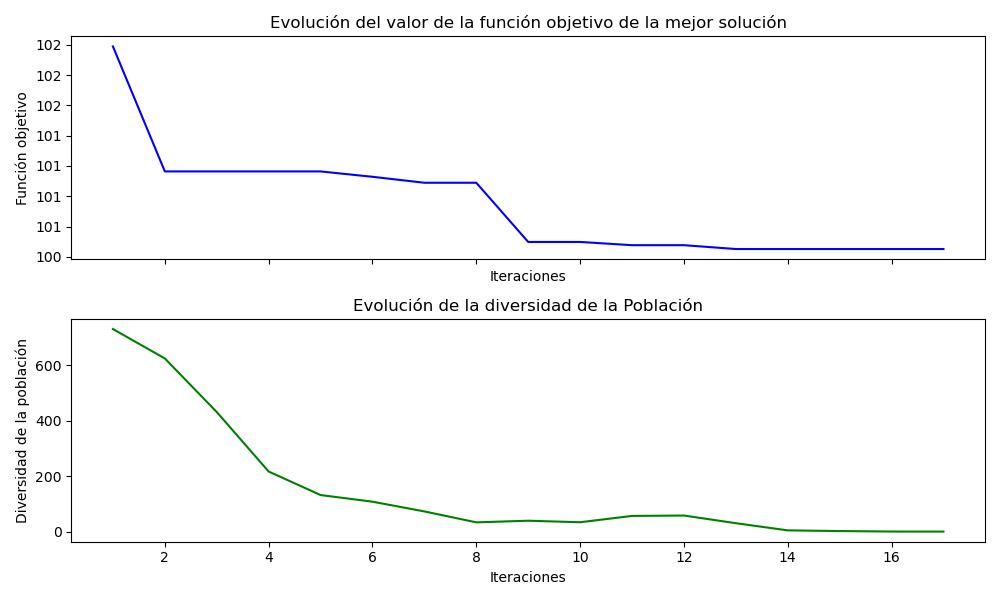 Evolución del valor de la función objetivo de la mejor solución
Función objetivo
102
102
102
101
101
101
101
100
Iteraciones
Evolución de la diversidad de la Población
Diversidad de la población
600
400
200
0
2 4 6 8 10 12 14 16
Iteraciones